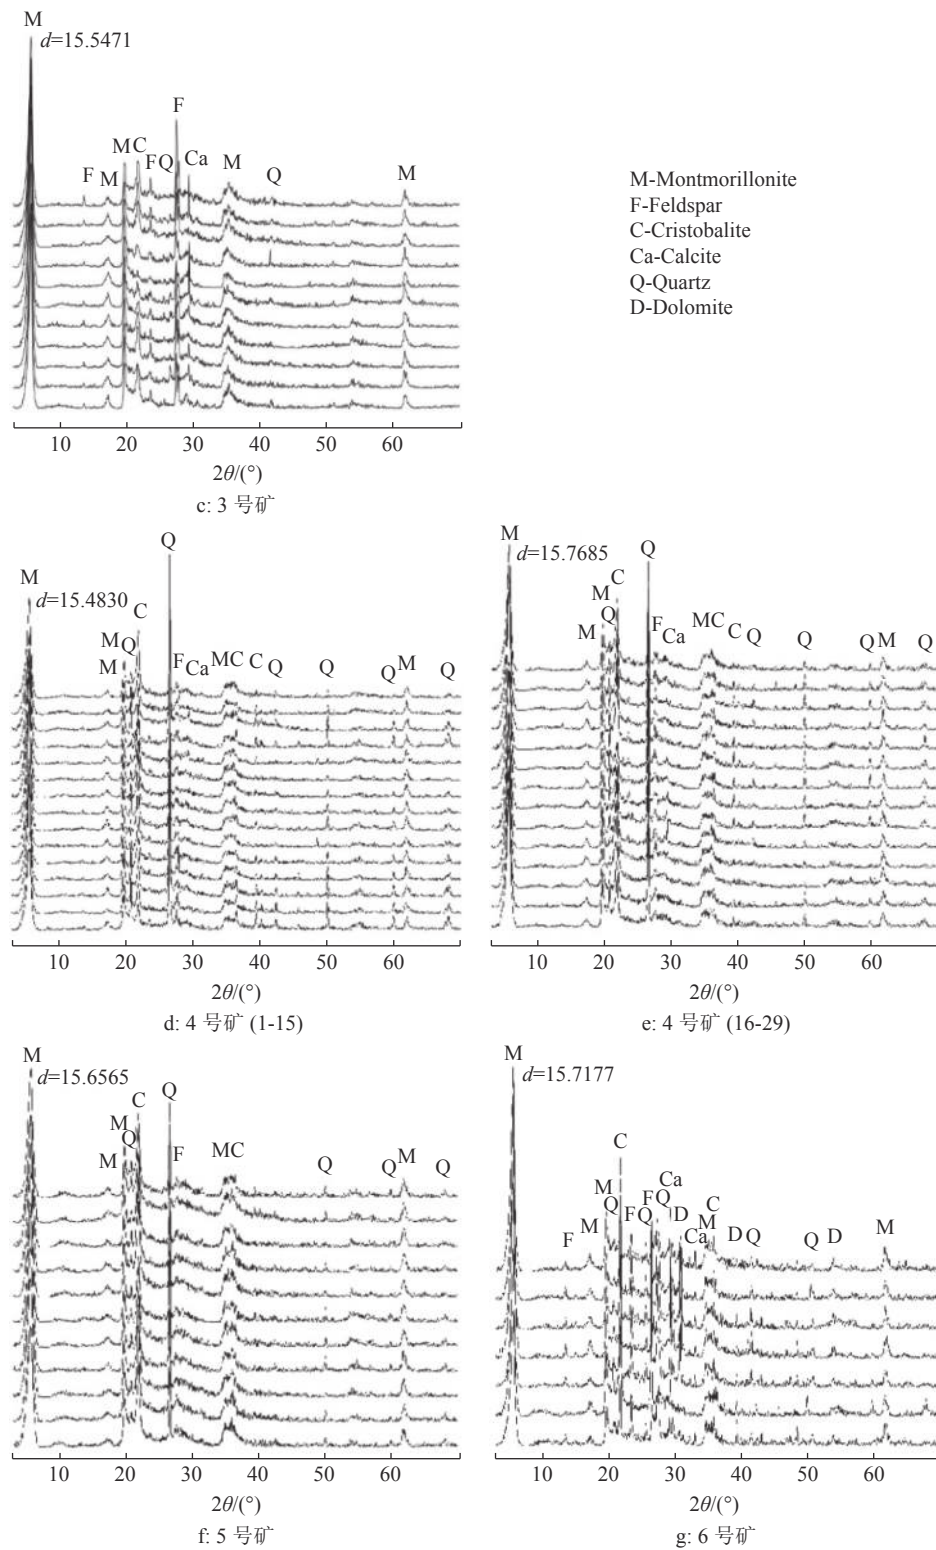 M
d=15.5471
F
M C F Q Ca M Q M
F M
M-Montmorillonite
F-Feldspar
C-Cristobalite
Ca-Calcite
Q-Quartz
D-Dolomite
10 20 30 40 50 60
2θ/(°)
c: 3 号矿
Q
M
d=15.4830
C
M Q
M F Ca MC C Q Q Q M Q
10 20 30 40 50 60
2θ/(°)
d: 4 号矿 (1-15)
M
d=15.7685
Q
C
M
Q
M F Ca MC C Q Q Q M Q
10 20 30 40 50 60
2θ/(°)
e: 4 号矿 (16-29)
M
d=15.6565
Q
C
M
Q
M F MC Q Q M Q
10 20 30 40 50 60
2θ/(°)
f: 5 号矿
M
d=15.7177
C
Ca
M F Q
Q F Q D M C
F M Ca D Q Q D M
10 20 30 40 50 60
2θ/(°)
g: 6 号矿